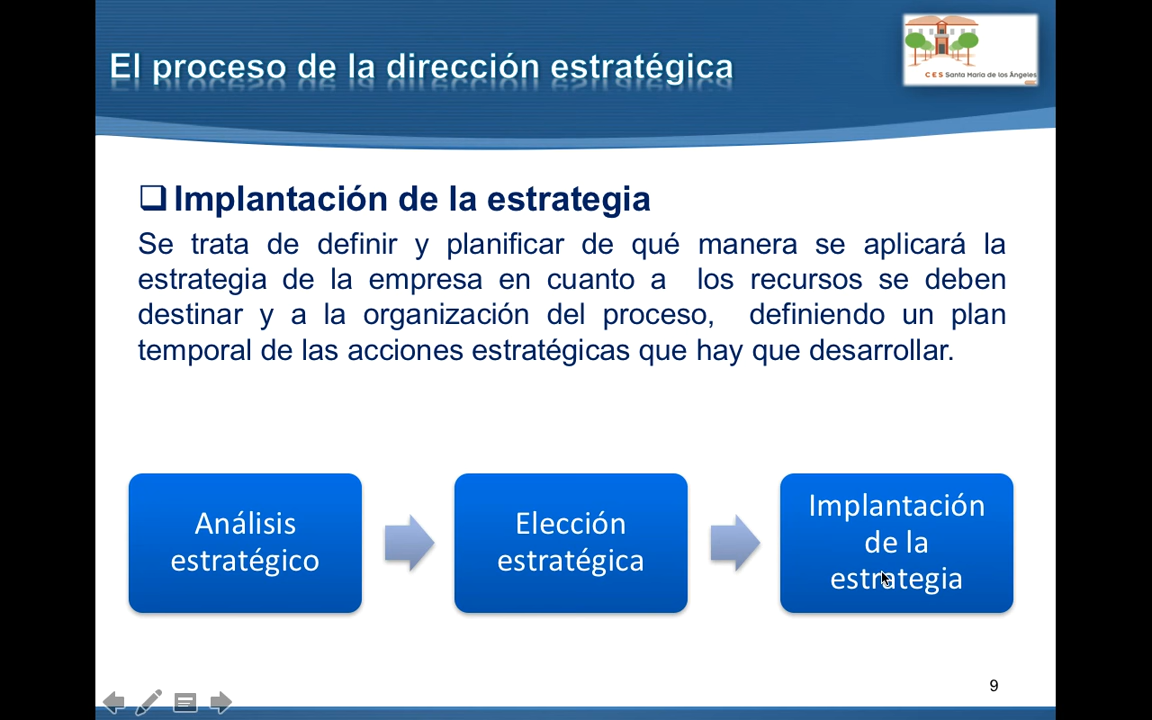 El proceso de la dirección estratégica
C E S Santa María de los Ángeles
Implantación de la estrategia
Se trata de definir y planificar de qué manera se aplicará la
estrategia de la empresa en cuanto a los recursos se deben
destinar y a la organización del proceso, definiendo un plan
temporal de las acciones estratégicas que hay que desarrollar.
Análisis
estratégico
Elección
estratégica
Implantación
de la
estrategia
9